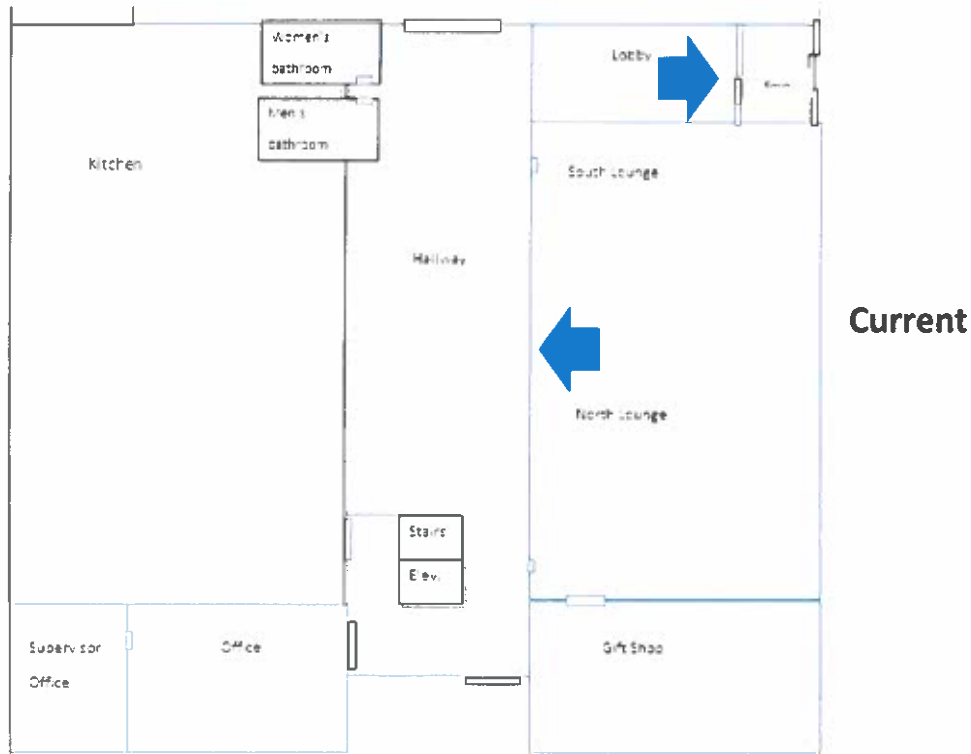 Women's
bathroom
Lobby
Men's
bathroom
Kitchen
South Lounge
Hallway
Current
North Lounge
Stairs
Elev.
Supervisor
Office
Office
Gift Shop